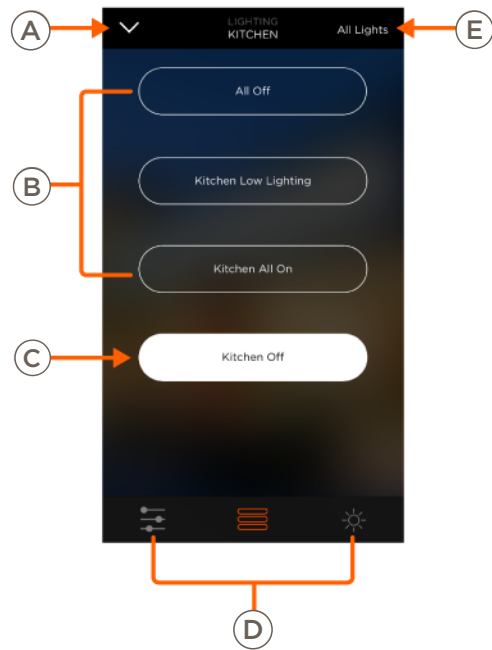 A
LIGHTING
KITCHEN
All Lights
E
All Off
B
Kitchen Low Lighting
Kitchen All On
C
Kitchen Off
D